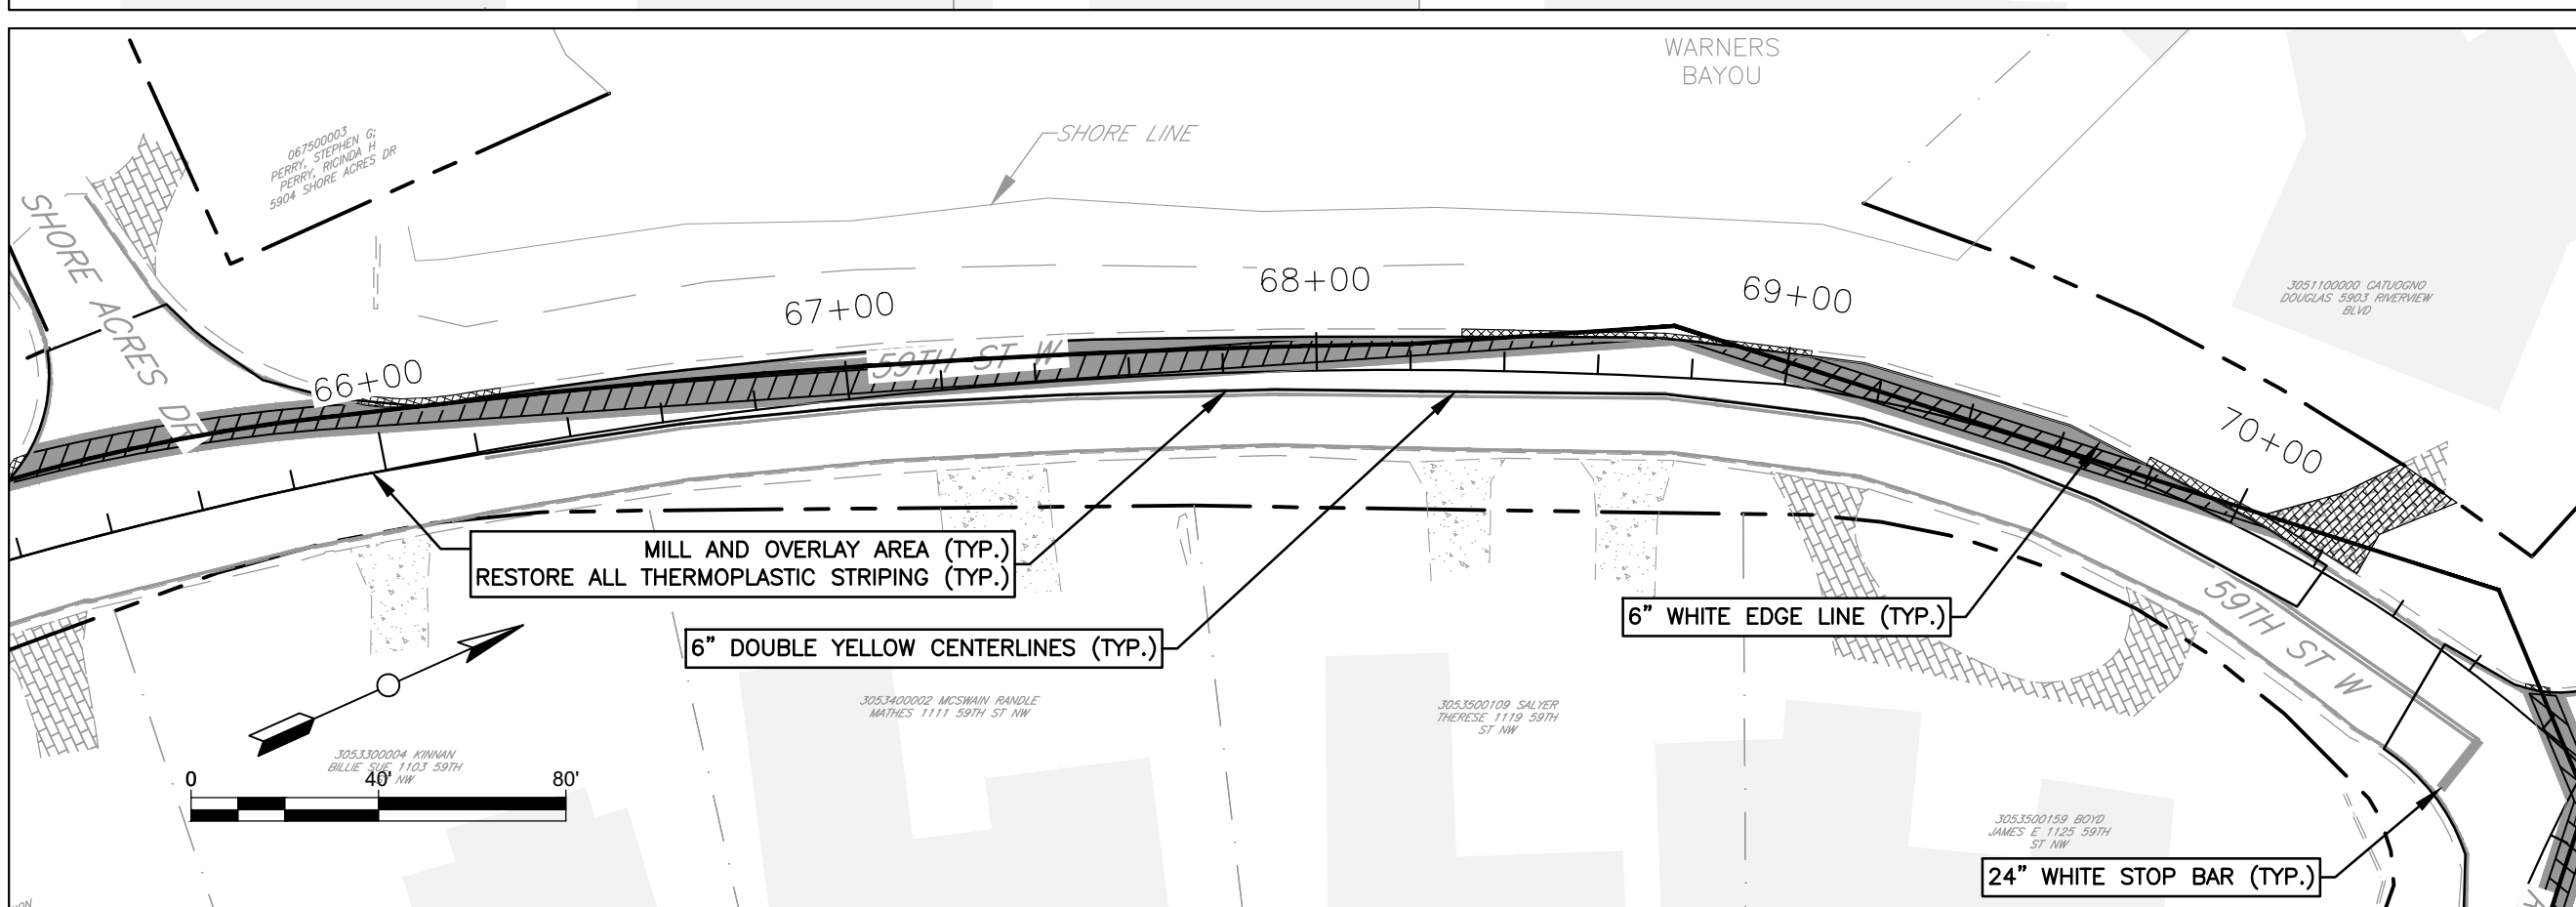 WARNERS
BAYOU
067500003
PERRY, STEPHEN G;
PERRY, RICINDA H
5904 SHORE ACRES DR
SHORE LINE
SHORE ACRES DR
66+00
67+00
68+00
69+00
70+00
59TH ST W
3051100000 CATUOGNO
DOUGLAS 5903 RIVERVIEW
BLVD
MILL AND OVERLAY AREA (TYP.)
RESTORE ALL THERMOPLASTIC STRIPING (TYP.)
6" DOUBLE YELLOW CENTERLINES (TYP.)
6" WHITE EDGE LINE (TYP.)
59TH ST W
3053400002 MCSWAIN RANDLE
MATHES 1111 59TH ST NW
3053500109 SALYER
THERESE 1119 59TH
ST NW
3053300004 KINNAN
BILLIE SUE 1103 59TH
ST NW
0 40' 80'
3053500159 BOYD
JAMES E 1125 59TH
ST NW
24" WHITE STOP BAR (TYP.)